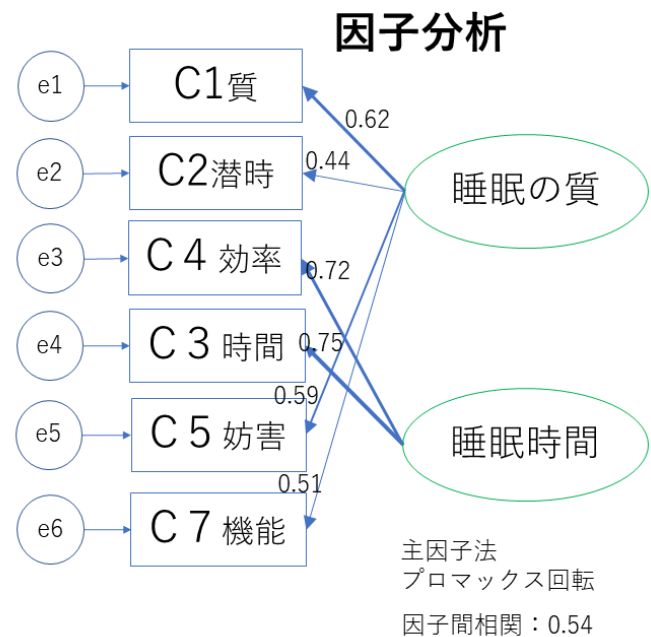 因子分析
e1
C1質
0.62
e2
C2潜時
0.44
睡眠の質
e3
C４効率
0.72
e4
C３時間
0.75
e5
C５妨害
0.59
睡眠時間
e6
C７機能
0.51
主因子法
プロマックス回転
因子間相関：0.54